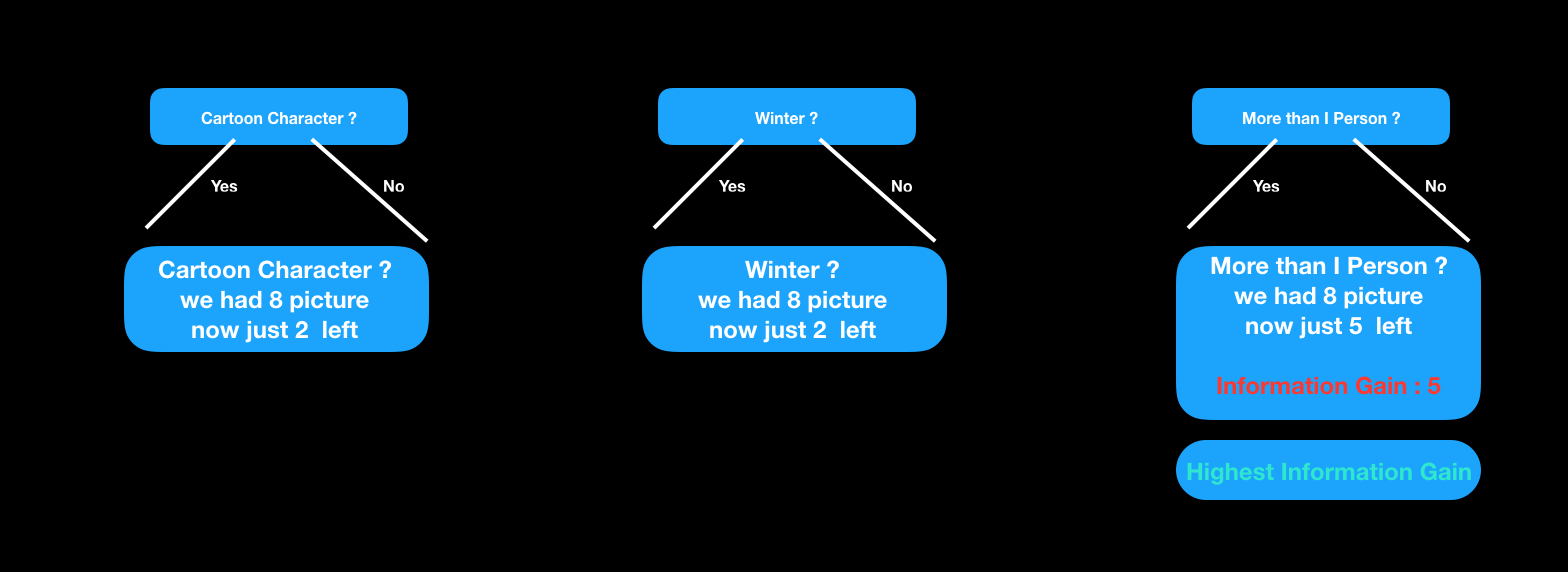 Cartoon Character ?
Yes
No
Cartoon Character ?
we had 8 picture
now just 2 left
Winter ?
Yes
No
Winter ?
we had 8 picture
now just 2 left
More than I Person ?
Yes
No
More than I Person ?
we had 8 picture
now just 5 left
Information Gain : 5
Highest Information Gain